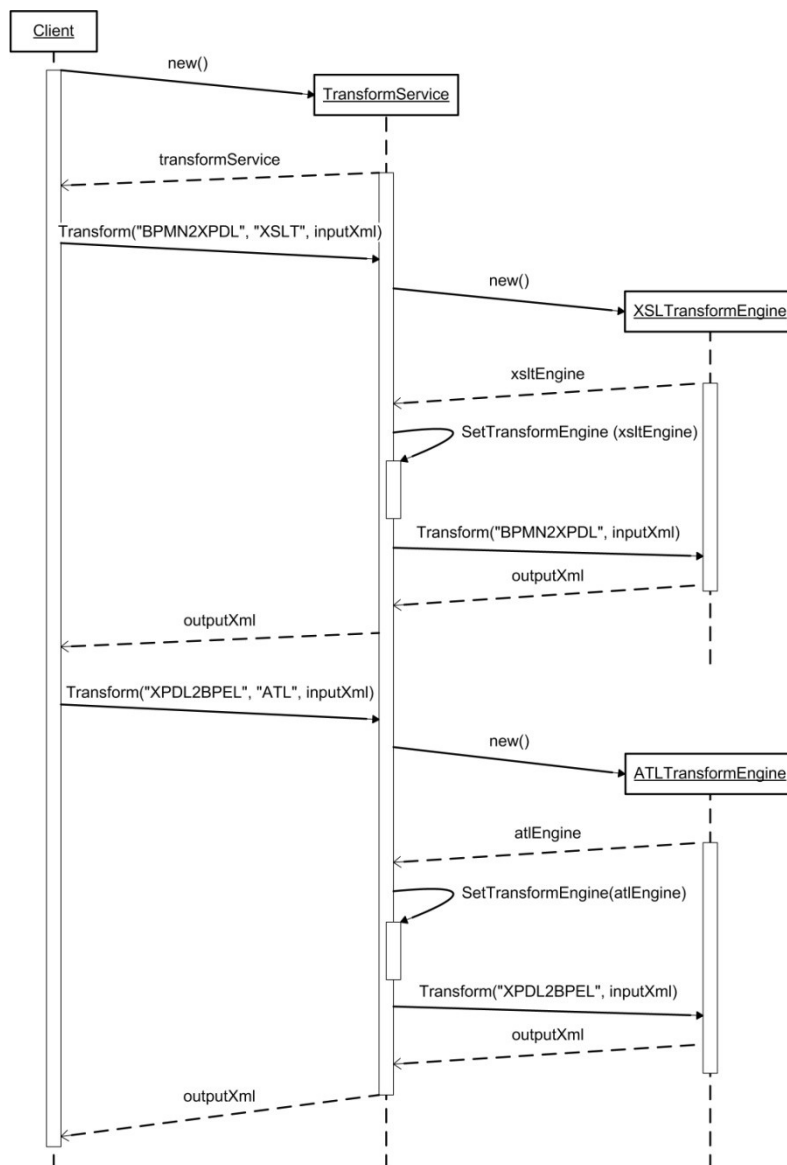 Client
new()
TransformService
transformService
Transform("BPMN2XPDL", "XSLT", inputXml)
new()
XSLTransformEngine
xsltEngine
SetTransformEngine (xsltEngine)
Transform("BPMN2XPDL", inputXml)
outputXml
outputXml
Transform("XPDL2BPEL", "ATL", inputXml)
new()
ATLTransformEngine
atlEngine
SetTransformEngine(atlEngine)
Transform("XPDL2BPEL", inputXml)
outputXml
outputXml